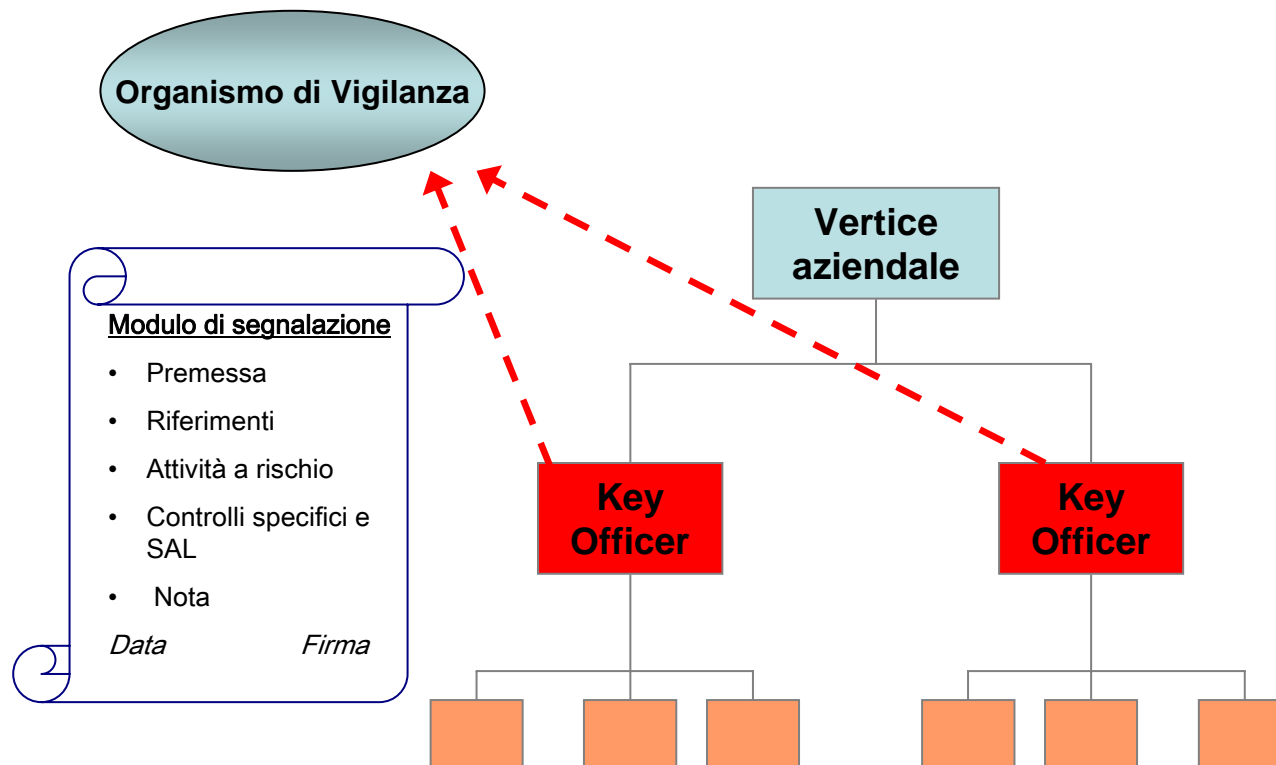 Organismo di Vigilanza
Vertice
aziendale
Modulo di segnalazione
• Premessa
• Riferimenti
• Attività a rischio
• Controlli specifici e
SAL
• Nota
Data Firma
Key
Officer
Key
Officer